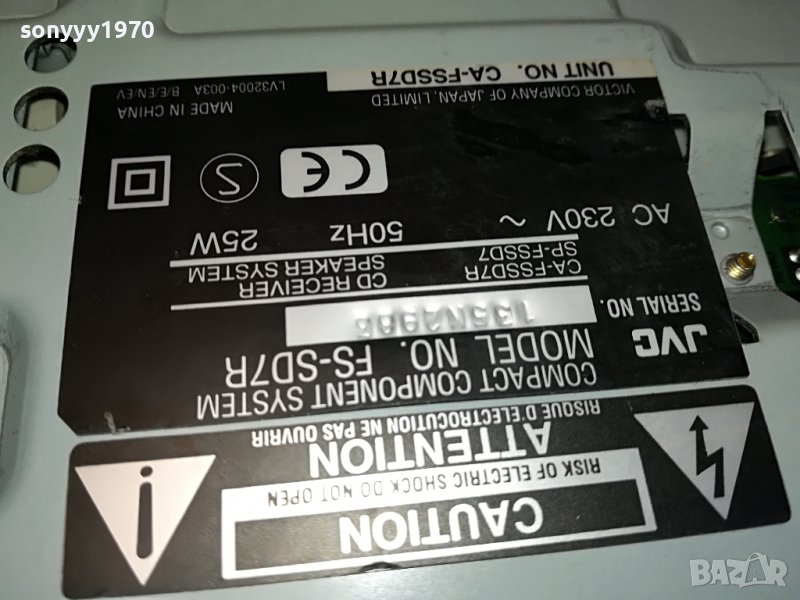 sonyyy1970
CAUTION
RISK OF ELECTRIC SHOCK DO NOT OPEN
ATTENTION
RISQUE D'ELECTROCUTION NE PAS OUVRIR
JVC
COMPACT COMPONENT SYSTEM
MODEL NO. FS-SD7R
SERIAL NO.
CA-FSSD7R CD RECEIVER
SP-FSSD7 SPEAKER SYSTEM
AC 230V ~ 50Hz 25W
CE S
VICTOR COMPANY OF JAPAN, LIMITED MADE IN CHINA
UNIT NO. CA-FSSD7R LV32004-003A B/E/EN/EV
BAZAR